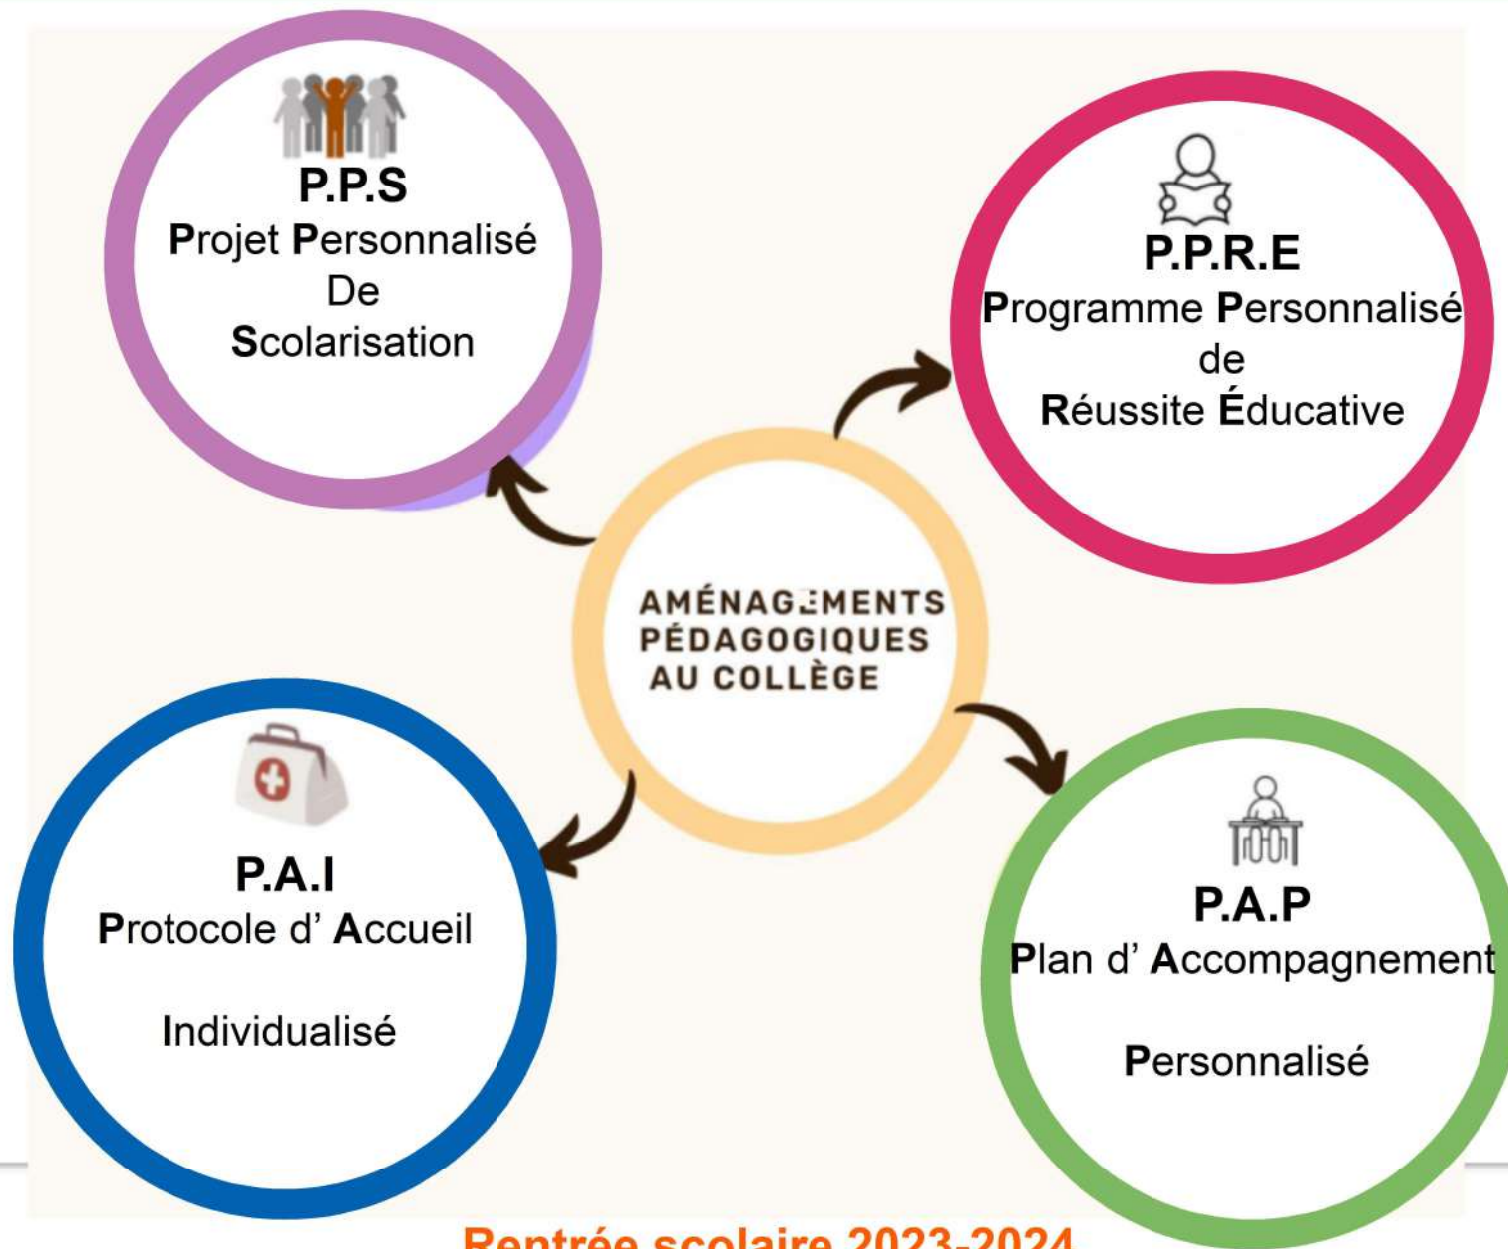 P.P.S
Projet Personnalisé
De
Scolarisation
P.P.R.E
Programme Personnalisé
de
Réussite Éducative
AMÉNAGEMENTS
PÉDAGOGIQUES
AU COLLÈGE
P.A.I
Protocole d' Accueil
Individualisé
P.A.P
Plan d' Accompagnement
Personnalisé
Rentrée scolaire 2023-2024